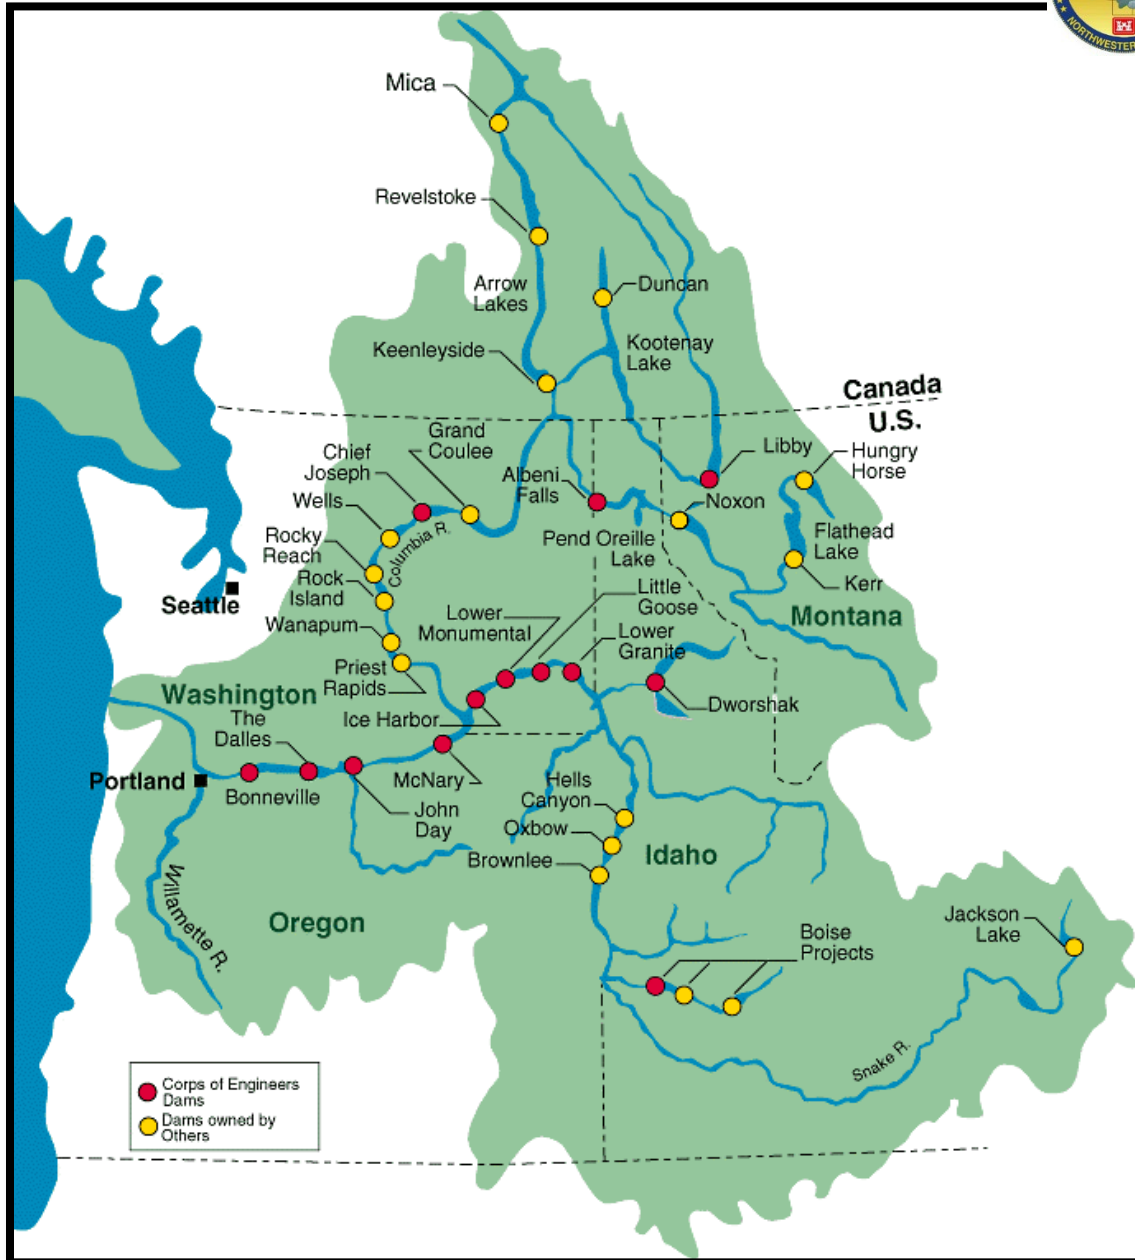 NORTHWESTERN
Mica
Revelstoke
Arrow
Lakes
Duncan
Keenleyside
Kootenay
Lake
Canada
U.S.
Grand
Coulee
Chief
Joseph
Libby
Hungry
Horse
Albeni
Falls
Wells
Noxon
Columbia R.
Rocky
Reach
Pend Oreille
Lake
Flathead
Lake
Rock
Island
Kerr
Seattle
Little
Goose
Lower
Monumental
Montana
Wanapum
Lower
Granite
Priest
Rapids
Washington
Ice Harbor
Dworshak
The
Dalles
Portland
McNary
Hells
Canyon
Bonneville
John
Day
Oxbow
Brownlee
Idaho
Willamette R.
Oregon
Jackson
Lake
Boise
Projects
Snake R.
Corps of Engineers
Dams
Dams owned by
Others